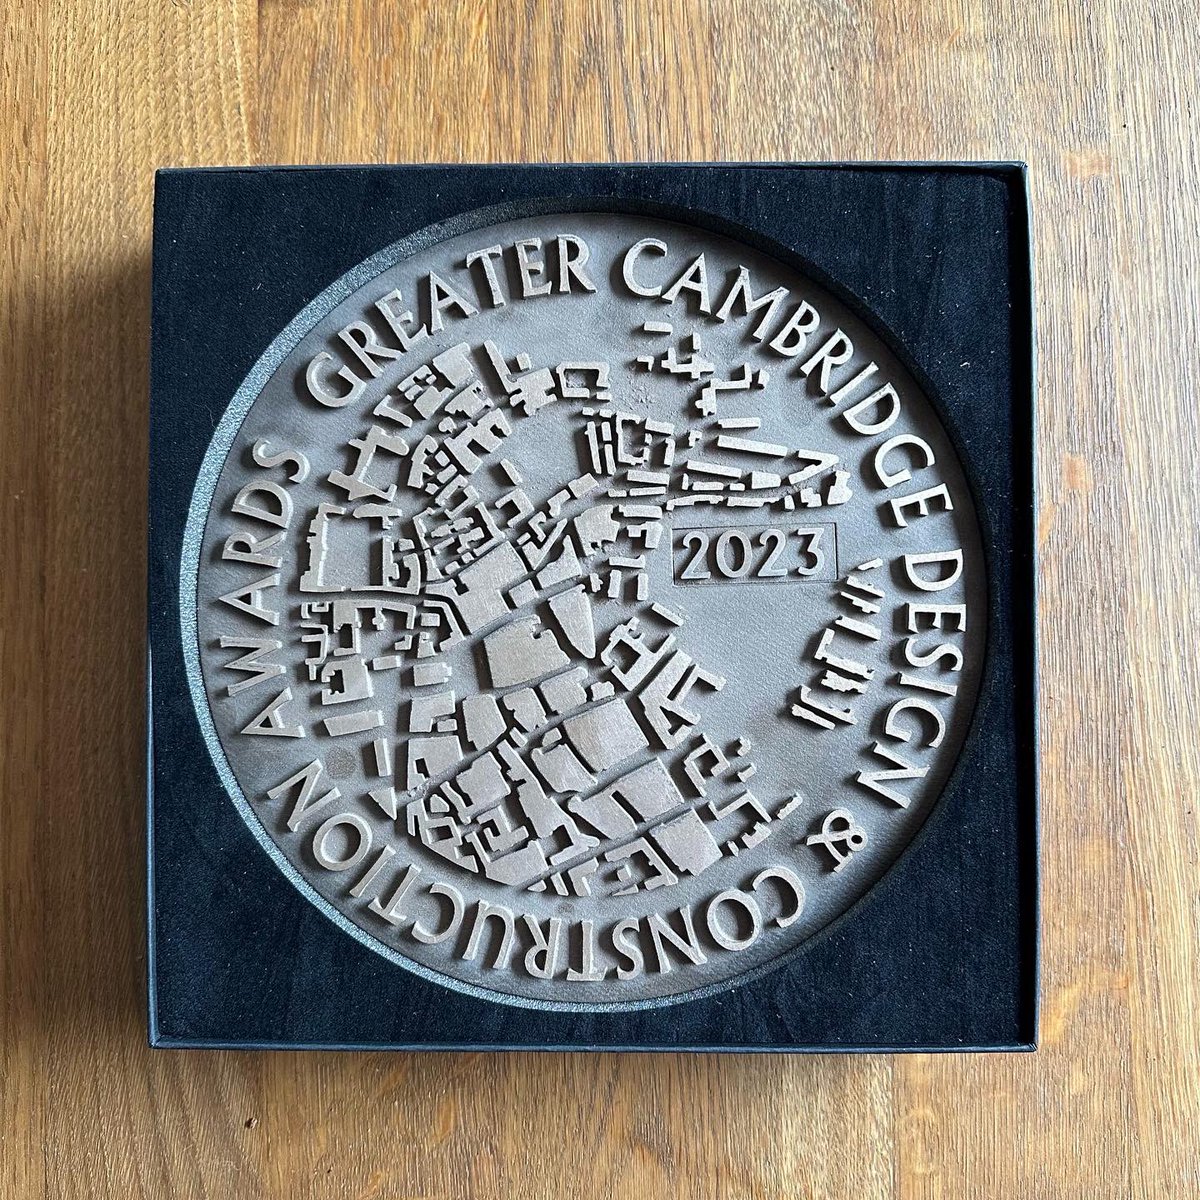 GREATER CAMBRIDGE DESIGN & CONSTRUCTION AWARDS
2023